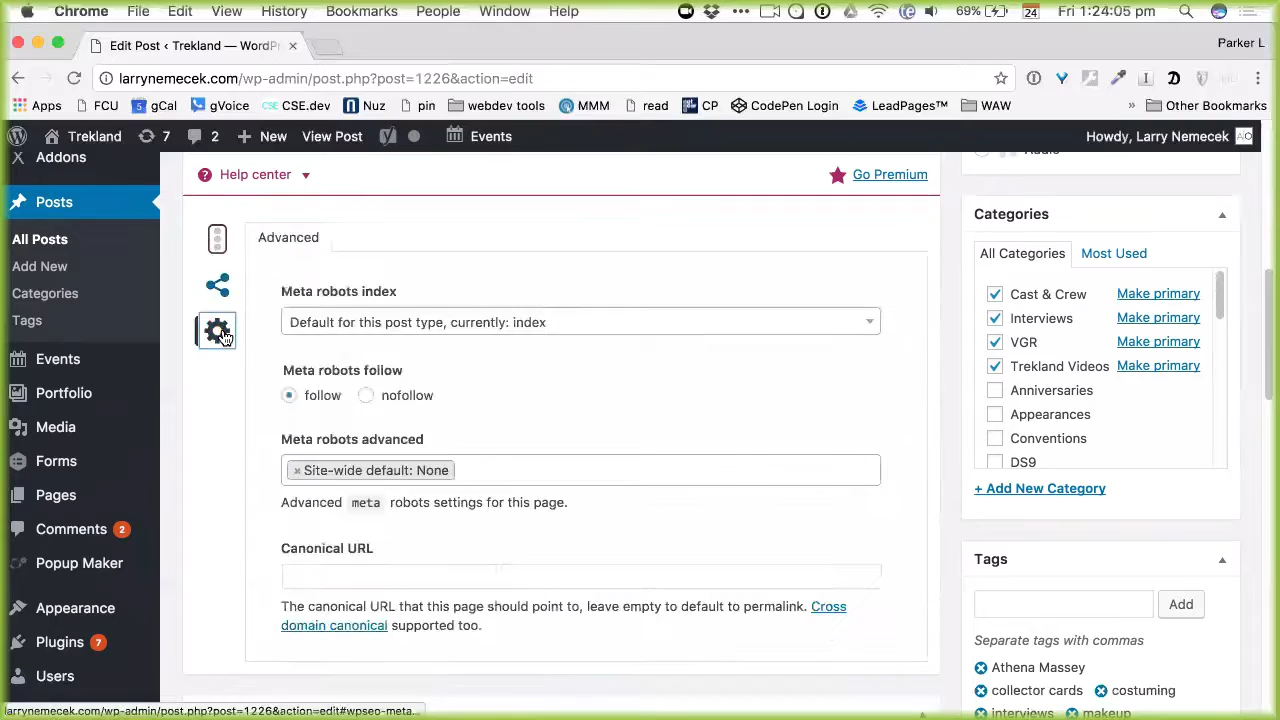 Chrome File Edit View History Bookmarks People Window Help 69% 24 Fri 1:24:05 pm
Edit Post ‹ Trekland — WordP × Parker L
larrynemecek.com/wp-admin/post.php?post=1226&action=edit
Apps FCU gCal gVoice CSE CSE.dev Nuz pin webdev tools MMM read CP CodePen Login LeadPages™ WAW » Other Bookmarks
Trekland 7 2 + New View Post Events Howdy, Larry Nemecek
Addons
Posts
All Posts
Add New
Categories
Tags
Events
Portfolio
Media
Forms
Pages
Comments 2
Popup Maker
Appearance
Plugins 7
Users
Help center
Go Premium
Advanced
Meta robots index
Default for this post type, currently: index
Meta robots follow
follow nofollow
Meta robots advanced
× Site-wide default: None
Advanced meta robots settings for this page.
Canonical URL
The canonical URL that this page should point to, leave empty to default to permalink. Cross
domain canonical supported too.
Audio
Categories
All Categories Most Used
Cast & Crew Make primary
Interviews Make primary
VGR Make primary
Trekland Videos Make primary
Anniversaries
Appearances
Conventions
DS9
+ Add New Category
Tags
Add
Separate tags with commas
Athena Massey
collector cards costuming
interviews makeup
larrynemecek.com/wp-admin/post.php?post=1226&action=edit#wpseo-meta...